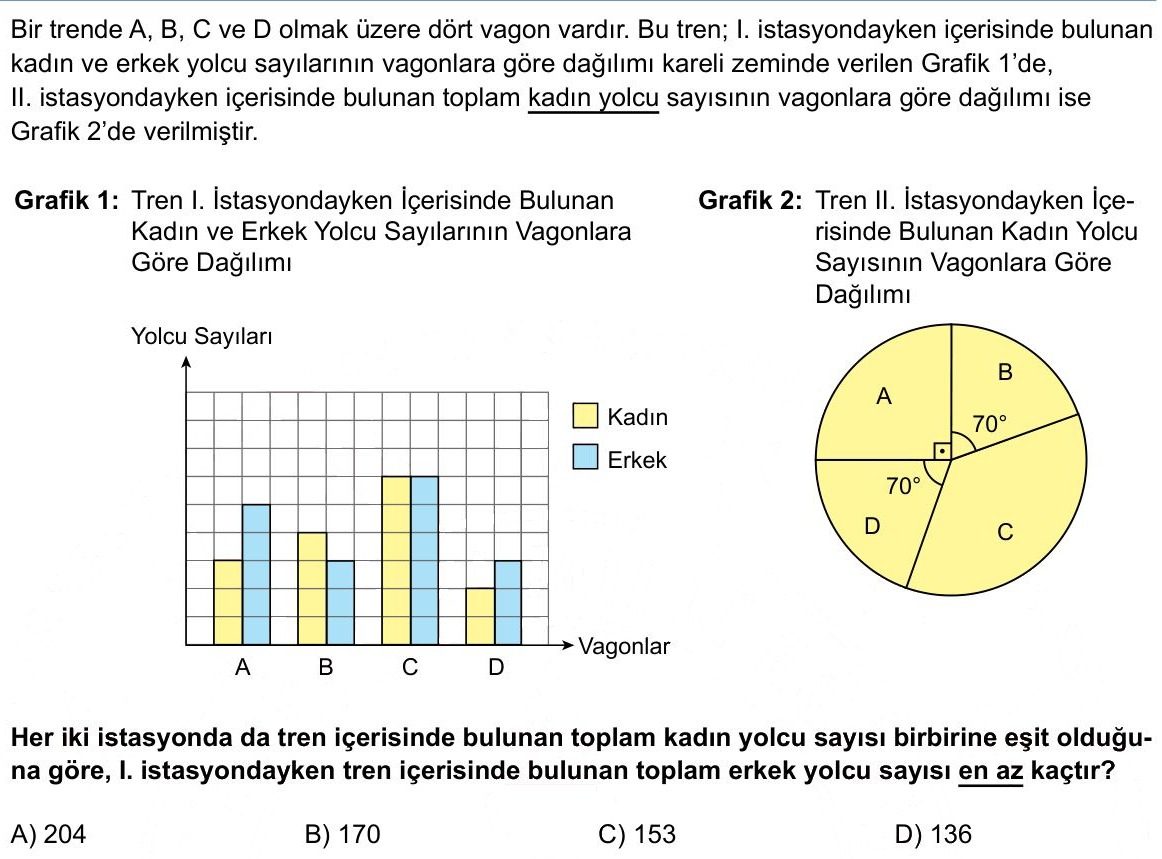 Bir trende A, B, C ve D olmak üzere dört vagon vardır. Bu tren; I. istasyondayken içerisinde bulunan
kadın ve erkek yolcu sayılarının vagonlara göre dağılımı kareli zeminde verilen Grafik 1’de,
II. istasyondayken içerisinde bulunan toplam kadın yolcu sayısının vagonlara göre dağılımı ise
Grafik 2’de verilmiştir.
Grafik 1: Tren I. İstasyondayken İçerisinde Bulunan
Kadın ve Erkek Yolcu Sayılarının Vagonlara
Göre Dağılımı
Yolcu Sayıları
Kadın
Erkek
Vagonlar
A B C D
Grafik 2: Tren II. İstasyondayken İçe-
risinde Bulunan Kadın Yolcu
Sayısının Vagonlara Göre
Dağılımı
B
A
70°
70°
D
C
Her iki istasyonda da tren içerisinde bulunan toplam kadın yolcu sayısı birbirine eşit olduğu-
na göre, I. istasyondayken tren içerisinde bulunan toplam erkek yolcu sayısı en az kaçtır?
A) 204 B) 170 C) 153 D) 136